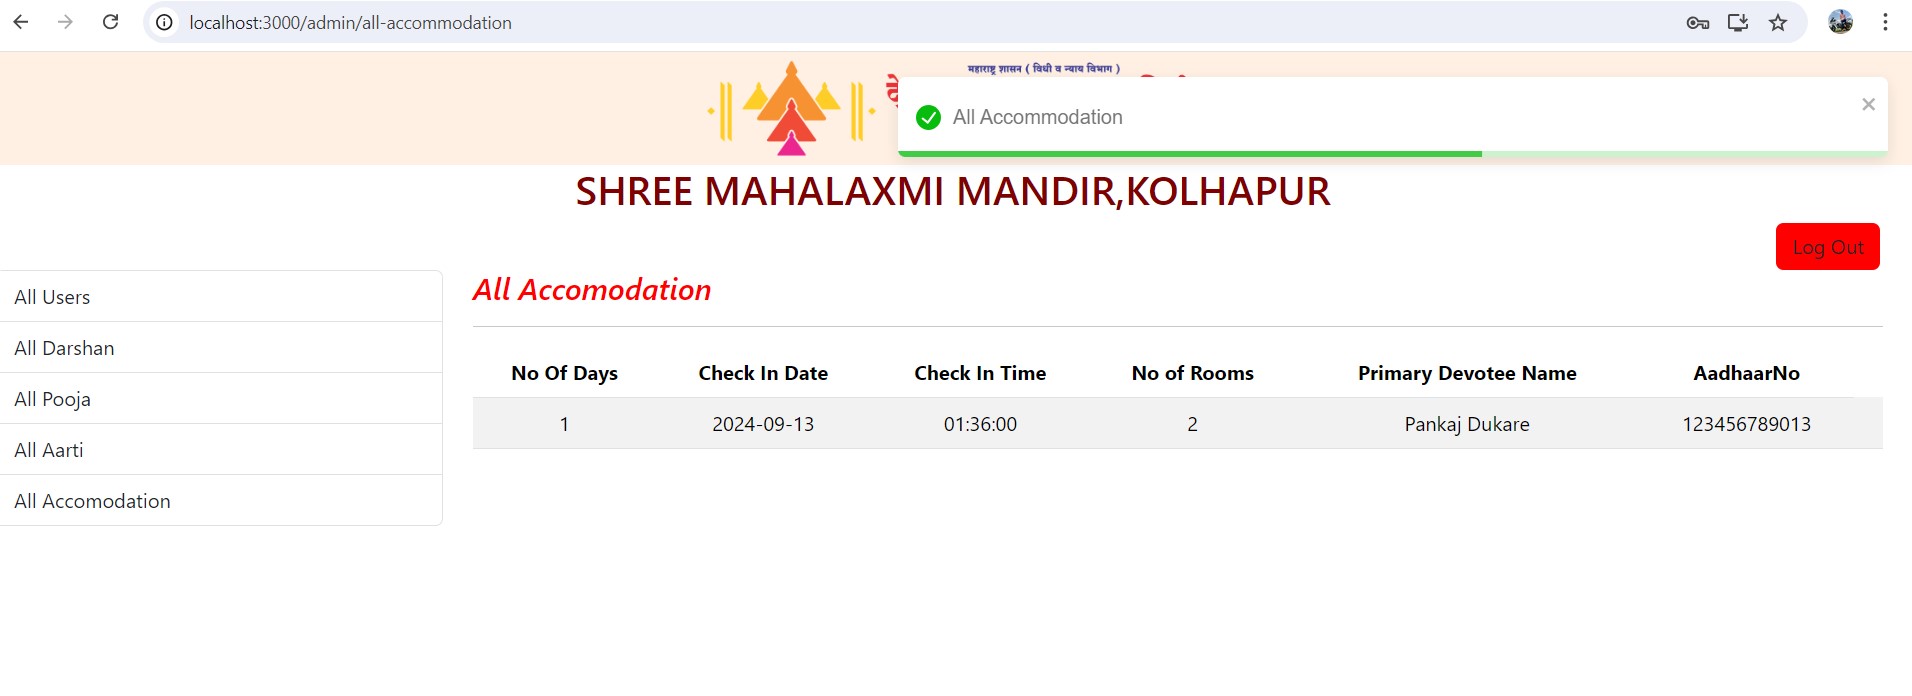 localhost:3000/admin/all-accommodation
महाराष्ट्र शासन ( विधी व न्याय विभाग )
All Accommodation
SHREE MAHALAXMI MANDIR,KOLHAPUR
Log Out
All Users
All Darshan
All Pooja
All Aarti
All Accomodation
All Accomodation
No Of Days Check In Date Check In Time No of Rooms Primary Devotee Name AadhaarNo
1 2024-09-13 01:36:00 2 Pankaj Dukare 123456789013